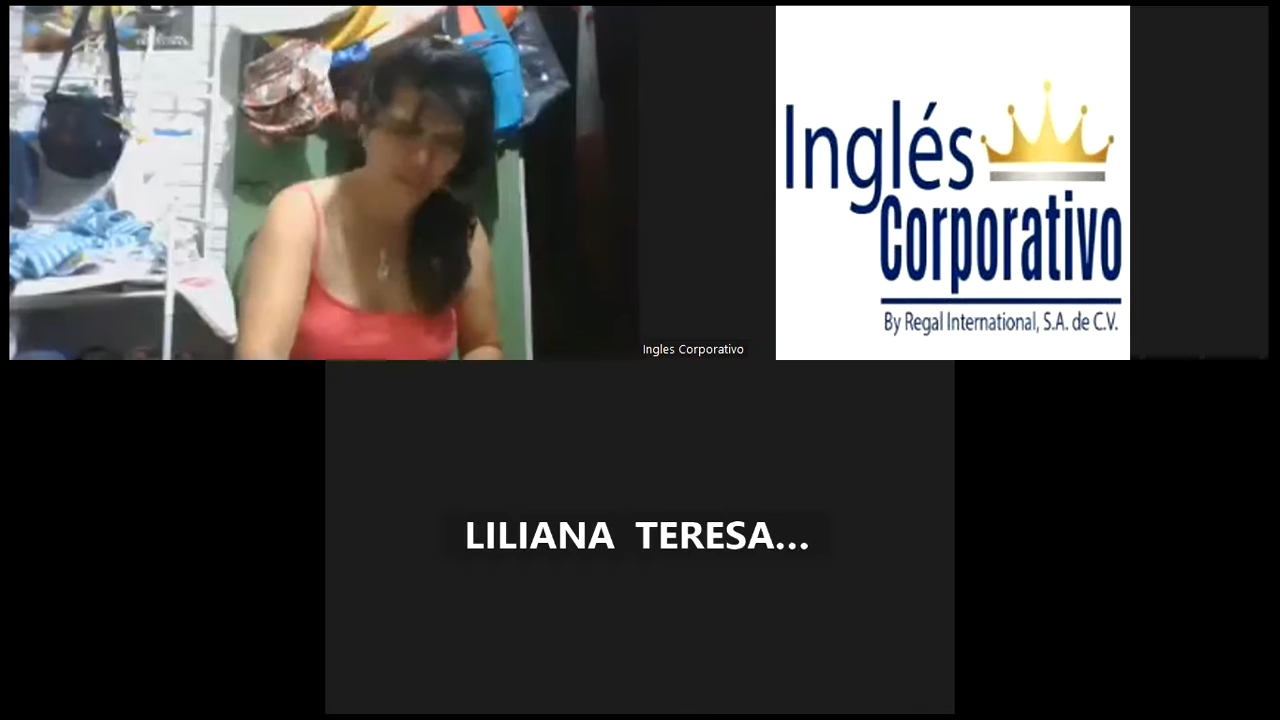 Inglés
Corporativo
By Regal International, S.A. de C.V.
Ingles Corporativo
LILIANA TERESA...